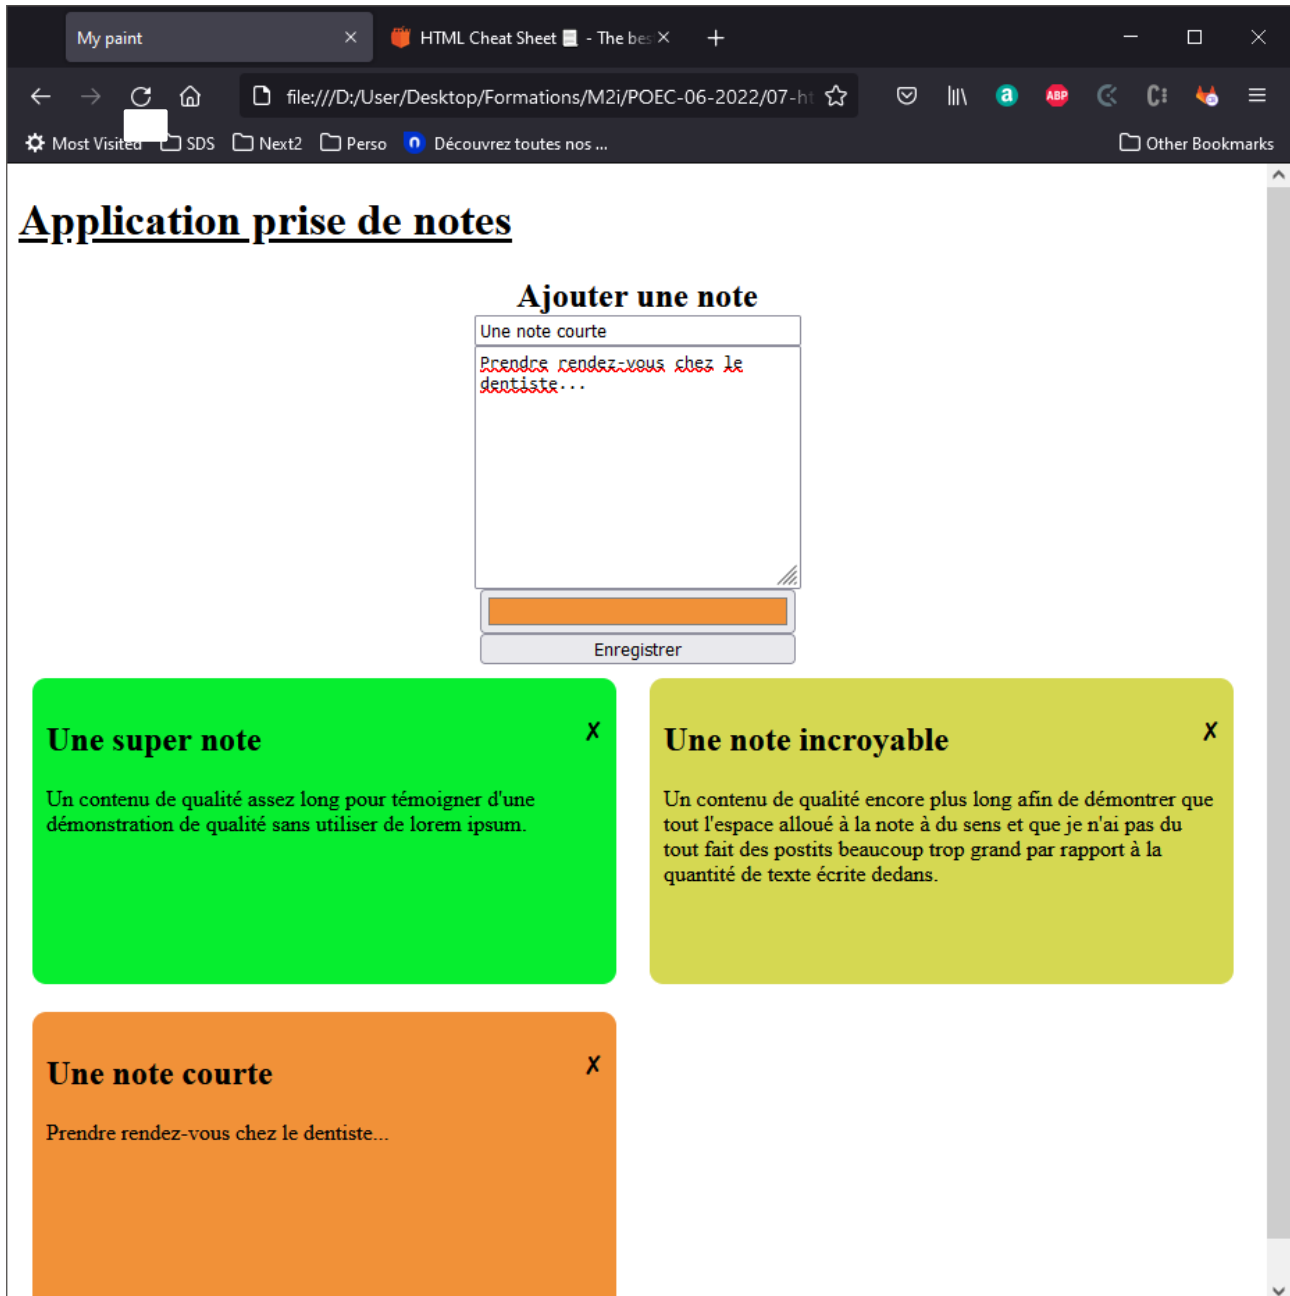 My paint
HTML Cheat Sheet - The bes
file:///D:/User/Desktop/Formations/M2i/POEC-06-2022/07-ht
a
ABP
Most Visited
SDS
Next2
Perso
n
Découvrez toutes nos ...
Other Bookmarks
Application prise de notes
Ajouter une note
Une note courte
Prendre rendez-vous chez le
dentiste...
Enregistrer
Une super note
✗
Un contenu de qualité assez long pour témoigner d'une
démonstration de qualité sans utiliser de lorem ipsum.
Une note incroyable
✗
Un contenu de qualité encore plus long afin de démontrer que
tout l'espace alloué à la note à du sens et que je n'ai pas du
tout fait des postits beaucoup trop grand par rapport à la
quantité de texte écrite dedans.
Une note courte
✗
Prendre rendez-vous chez le dentiste...